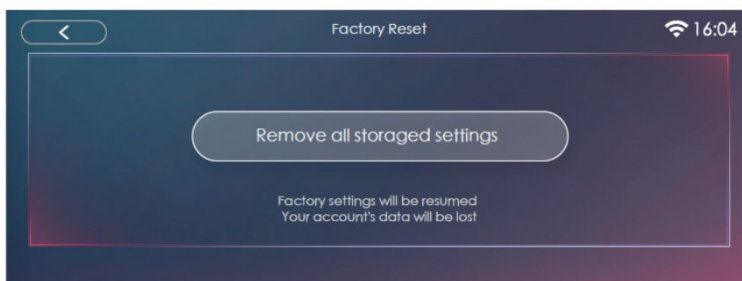 Factory Reset
16:04
Remove all storaged settings
Factory settings will be resumed
Your account's data will be lost